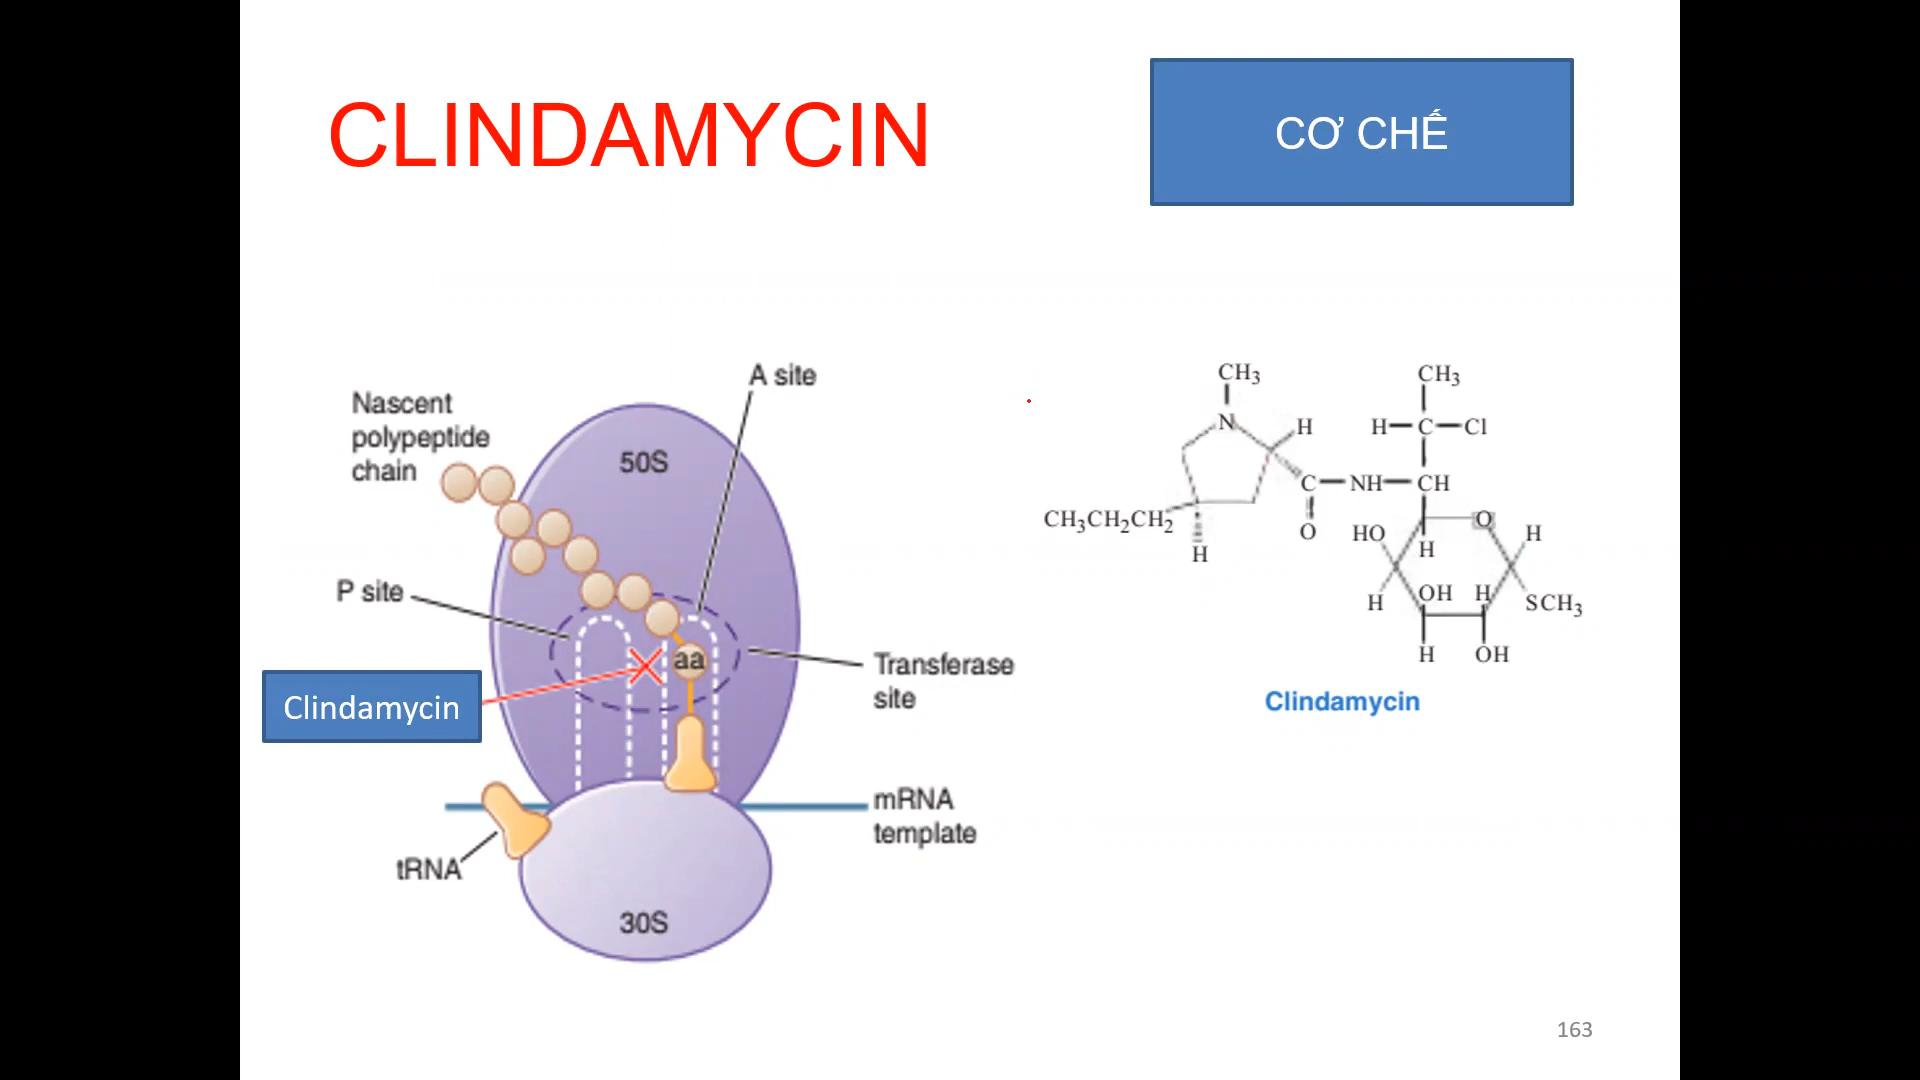 CLINDAMYCIN
CƠ CHẾ
A site
Nascent
polypeptide
chain
50S
P site
aa
Transferase
site
Clindamycin
mRNA
template
tRNA
30S
CH3
N
H
CH3CH2CH2
H
C
O
NH
CH
CH3
H
C
Cl
O
HO
H
H
H
OH
H
SCH3
H
OH
Clindamycin
163